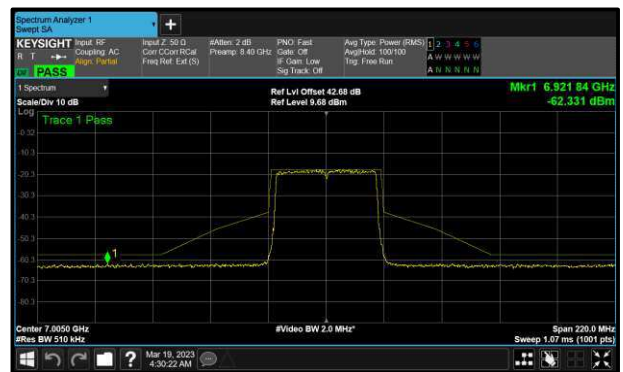 Spectrum Analyzer 1
Swept SA
+
KEYSIGHT Input: RF Input Z: 50 Ω #Atten: 2 dB PNO: Fast Avg Type: Power (RMS) 1 2 3 4 5 6
R T Coupling: AC Corr CCorr RCal Preamp: 8.40 GHz Gate: Off Avg|Hold: 100/100 A W W W W W
Align: Partial Freq Ref: Ext (S) IF Gain: Low Trig: Free Run
PASS Sig Track: Off A N N N N N
1 Spectrum Ref Lvl Offset 42.68 dB Mkr1 6.921 84 GHz
Scale/Div 10 dB Ref Level 9.68 dBm -62.331 dBm
Log
Trace 1 Pass
-0.32
-10.3
-20.3
-30.3
-40.3
-50.3
1
-60.3
-70.3
-80.3
Center 7.0050 GHz #Video BW 2.0 MHz* Span 220.0 MHz
#Res BW 510 kHz Sweep 1.07 ms (1001 pts)
? Mar 19, 2023
4:30:22 AM